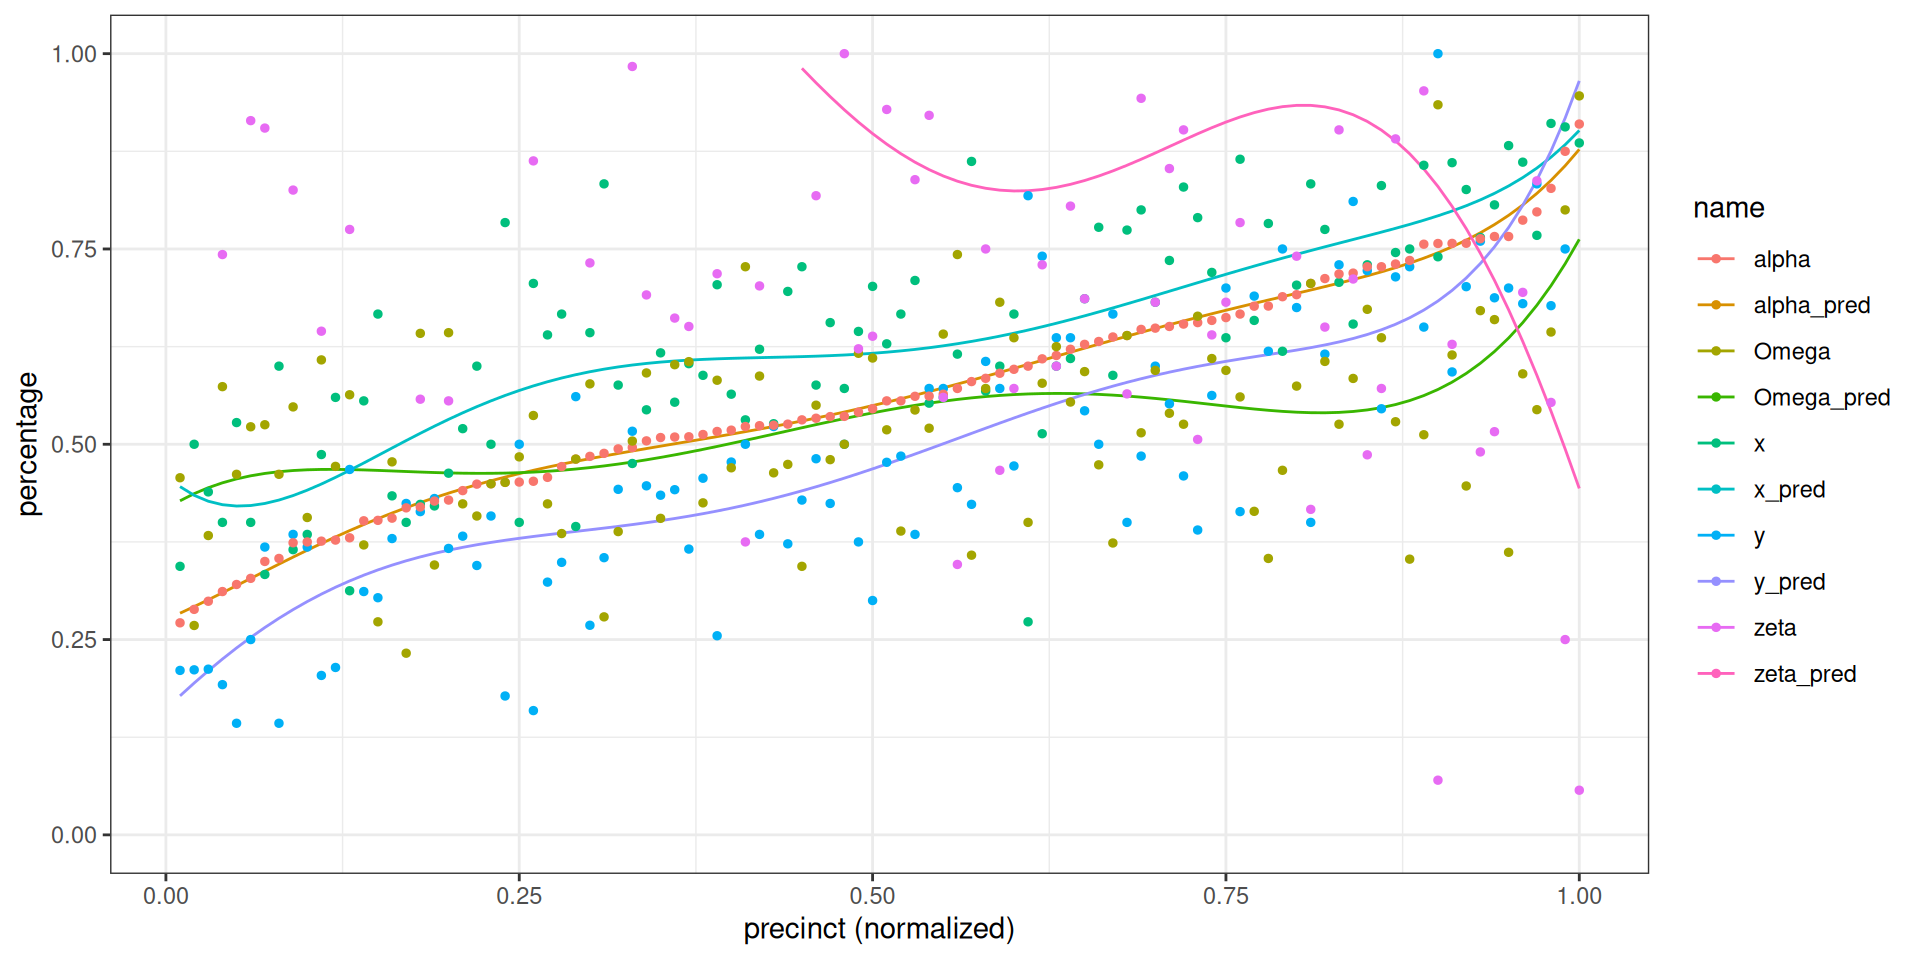 1.00
0.75
0.50
0.25
0.00
percentage
0.00 0.25 0.50 0.75 1.00
precinct (normalized)
name
alpha
alpha_pred
Omega
Omega_pred
x
x_pred
y
y_pred
zeta
zeta_pred